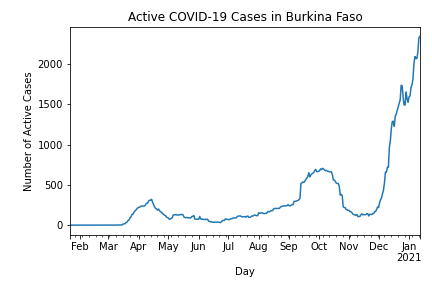 Active COVID-19 Cases in Burkina Faso
Number of Active Cases
2000
1500
1000
500
0
Feb Mar Apr May Jun Jul Aug Sep Oct Nov Dec Jan
2021
Day